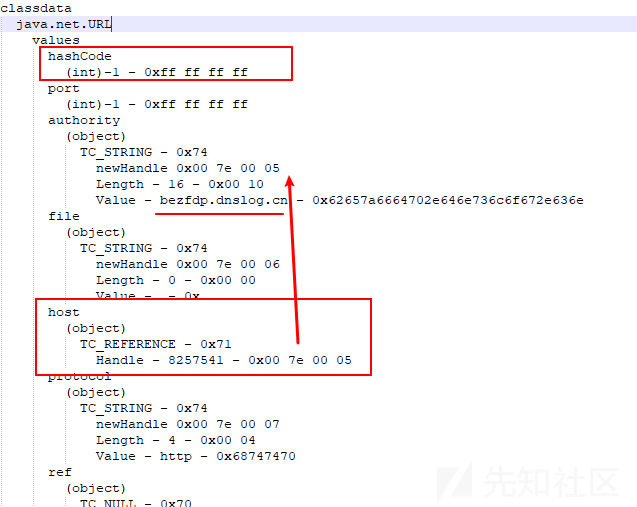 classdata
java.net.URL
values
hashCode
(int)-1 - 0xff ff ff ff
port
(int)-1 - 0xff ff ff ff
authority
(object)
TC_STRING - 0x74
newHandle 0x00 7e 00 05
Length - 16 - 0x00 10
Value - bezfdp.dnslog.cn - 0x62657a6664702e646e736c6f672e636e
file
(object)
TC_STRING - 0x74
newHandle 0x00 7e 00 06
Length - 0 - 0x00 00
Value - - 0x
host
(object)
TC_REFERENCE - 0x71
Handle - 8257541 - 0x00 7e 00 05
protocol
(object)
TC_STRING - 0x74
newHandle 0x00 7e 00 07
Length - 4 - 0x00 04
Value - http - 0x68747470
ref
(object)
TC_NULL - 0x70
先知社区